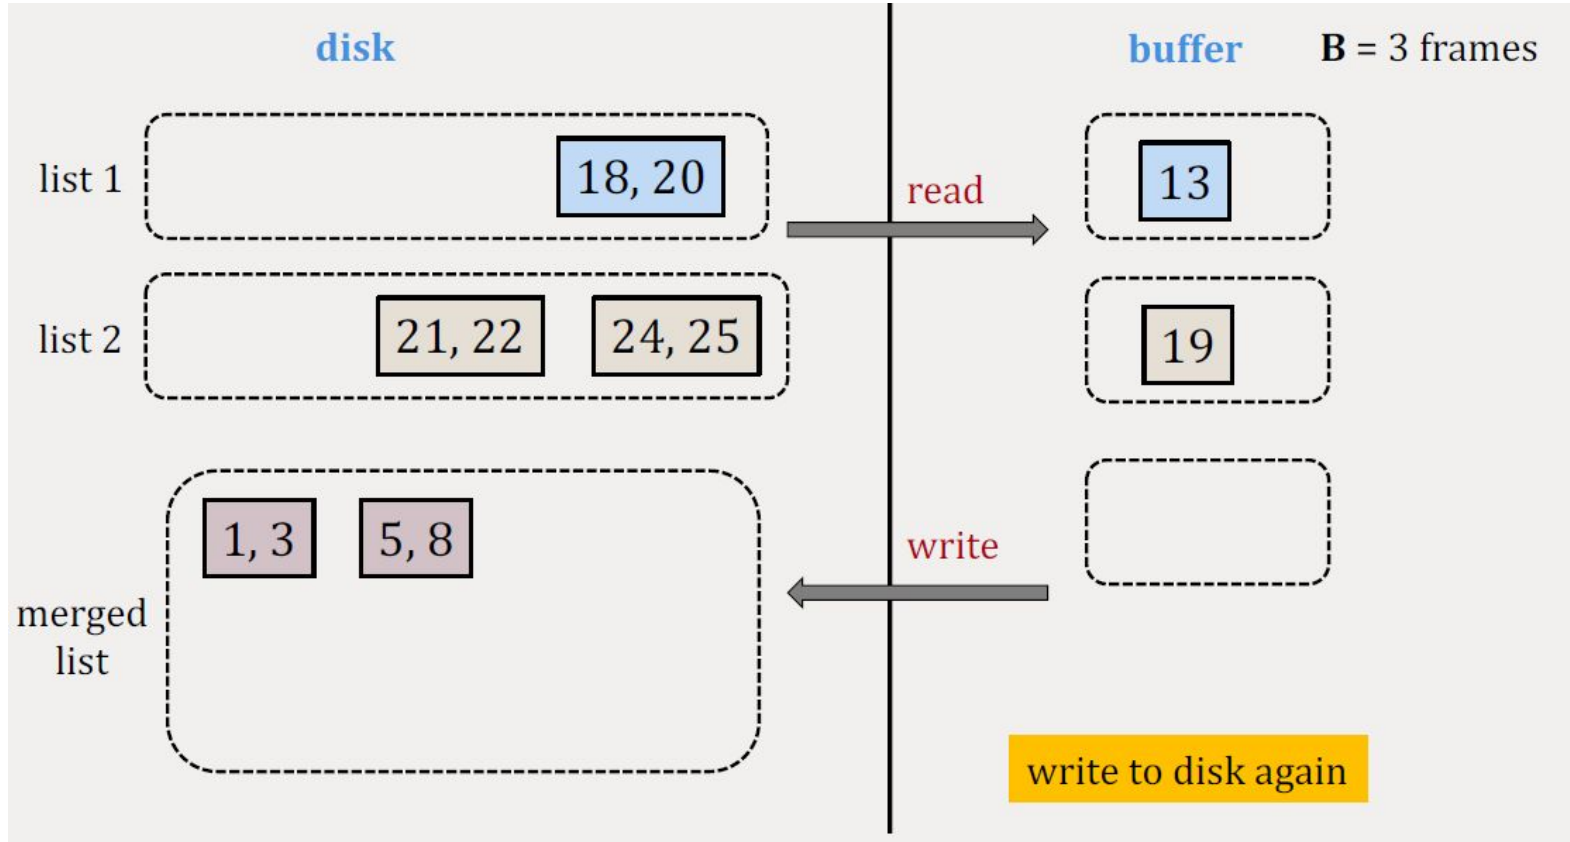 disk
buffer
B = 3 frames
list 1
18, 20
read
13
list 2
21, 22
24, 25
19
1, 3
5, 8
write
merged
list
write to disk again